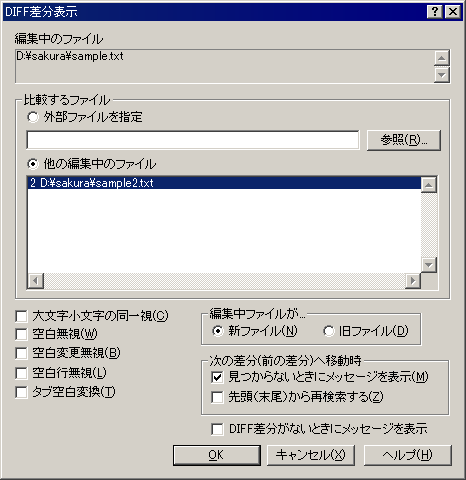 DIFF差分表示
編集中のファイル
D:¥sakura¥sample.txt
比較するファイル
外部ファイルを指定
参照(R)...
他の編集中のファイル
2 D:¥sakura¥sample2.txt
大文字小文字の同一視(C)
空白無視(W)
空白変更無視(B)
空白行無視(L)
タブ空白変換(T)
編集中ファイルが...
新ファイル(N) 旧ファイル(D)
次の差分(前の差分)へ移動時
見つからないときにメッセージを表示(M)
先頭(末尾)から再検索する(Z)
DIFF差分がないときにメッセージを表示
OK キャンセル(X) ヘルプ(H)